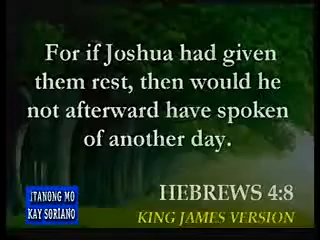 For if Joshua had given
them rest, then would he
not afterward have spoken
of another day.
ITANONG MO
KAY SORIANO
HEBREWS 4:8
KING JAMES VERSION